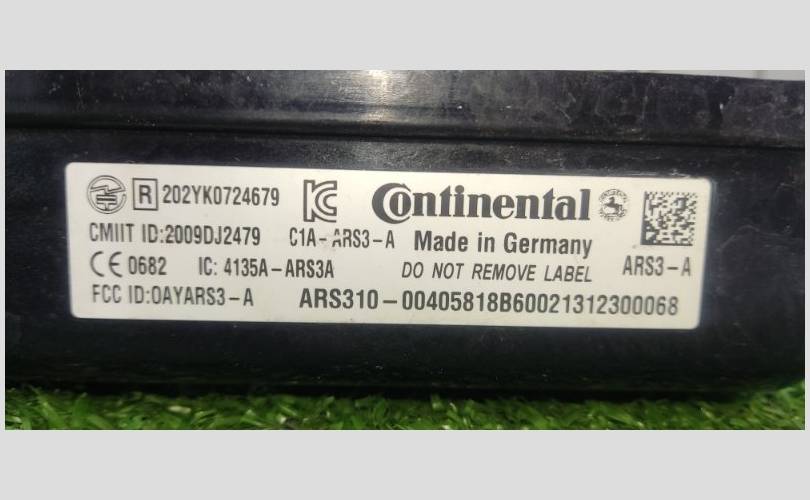 R 202YK0724679 Continental
CMIIT ID:2009DJ2479 C1A-ARS3-A Made in Germany
CE 0682 IC: 4135A-ARS3A DO NOT REMOVE LABEL ARS3-A
FCC ID:OAYARS3-A ARS310-00405818B60021312300068